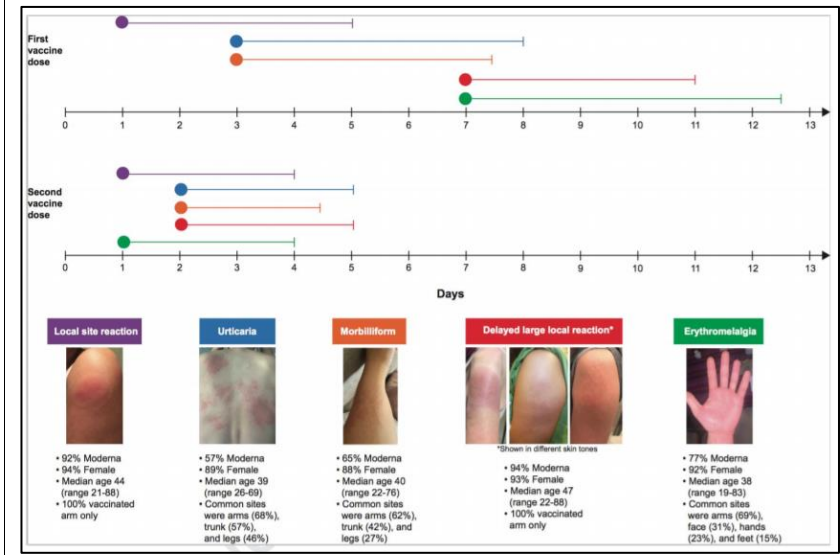 First
vaccine
dose
0 1 2 3 4 5 6 7 8 9 10 11 12 13
Second
vaccine
dose
0 1 2 3 4 5 6 7 8 9 10 11 12 13
Days
Local site reaction
• 92% Moderna
• 94% Female
• Median age 44
(range 21-88)
• 100% vaccinated
arm only
Urticaria
• 57% Moderna
• 89% Female
• Median age 39
(range 26-69)
• Common sites
were arms (68%),
trunk (57%),
and legs (46%)
Morbilliform
• 65% Moderna
• 88% Female
• Median age 40
(range 22-76)
• Common sites
were arms (62%),
trunk (42%), and
legs (27%)
Delayed large local reaction*
*Shown in different skin tones
• 94% Moderna
• 93% Female
• Median age 47
(range 22-88)
• 100% vaccinated
arm only
Erythromelalgia
• 77% Moderna
• 92% Female
• Median age 38
(range 19-83)
• Common sites
were arms (69%),
face (31%), hands
(23%), and feet (15%)